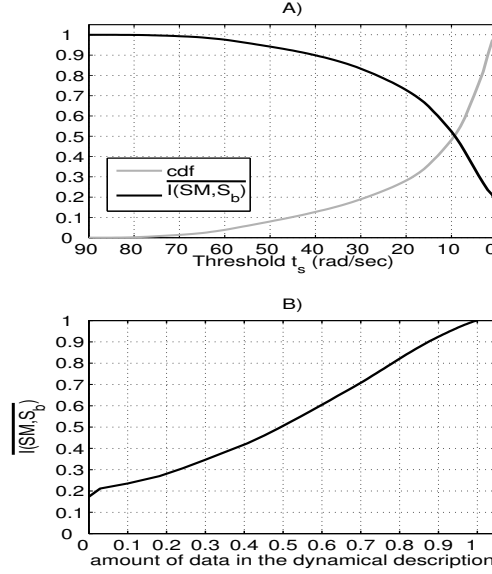 A)
1
0.9
0.8
0.7
0.6
0.5
0.4
0.3
0.2
0.1
0
cdf
I(SM,S_b)
90 80 70 60 50 40 30 20 10 0
Threshold t_s (rad/sec)
B)
1
0.9
0.8
0.7
0.6
0.5
0.4
0.3
0.2
0.1
0
I(SM,S_b)
0 0.1 0.2 0.3 0.4 0.5 0.6 0.7 0.8 0.9 1
amount of data in the dynamical description